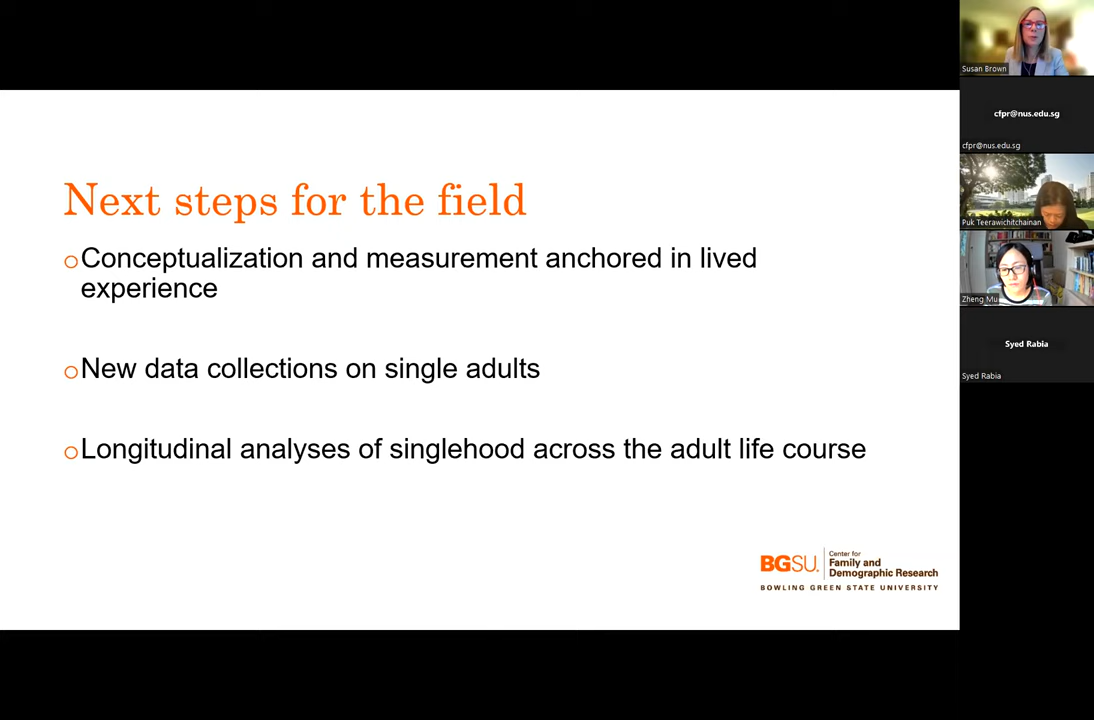 Next steps for the field
Conceptualization and measurement anchored in lived
experience
New data collections on single adults
Longitudinal analyses of singlehood across the adult life course
BGSU.
Center for
Family and
Demographic Research
BOWLING GREEN STATE UNIVERSITY
Susan Brown
cfpr@nus.edu.sg
cfpr@nus.edu.sg
Puk Teerawichitchainan
Zheng Mu
Syed Rabia
Syed Rabia